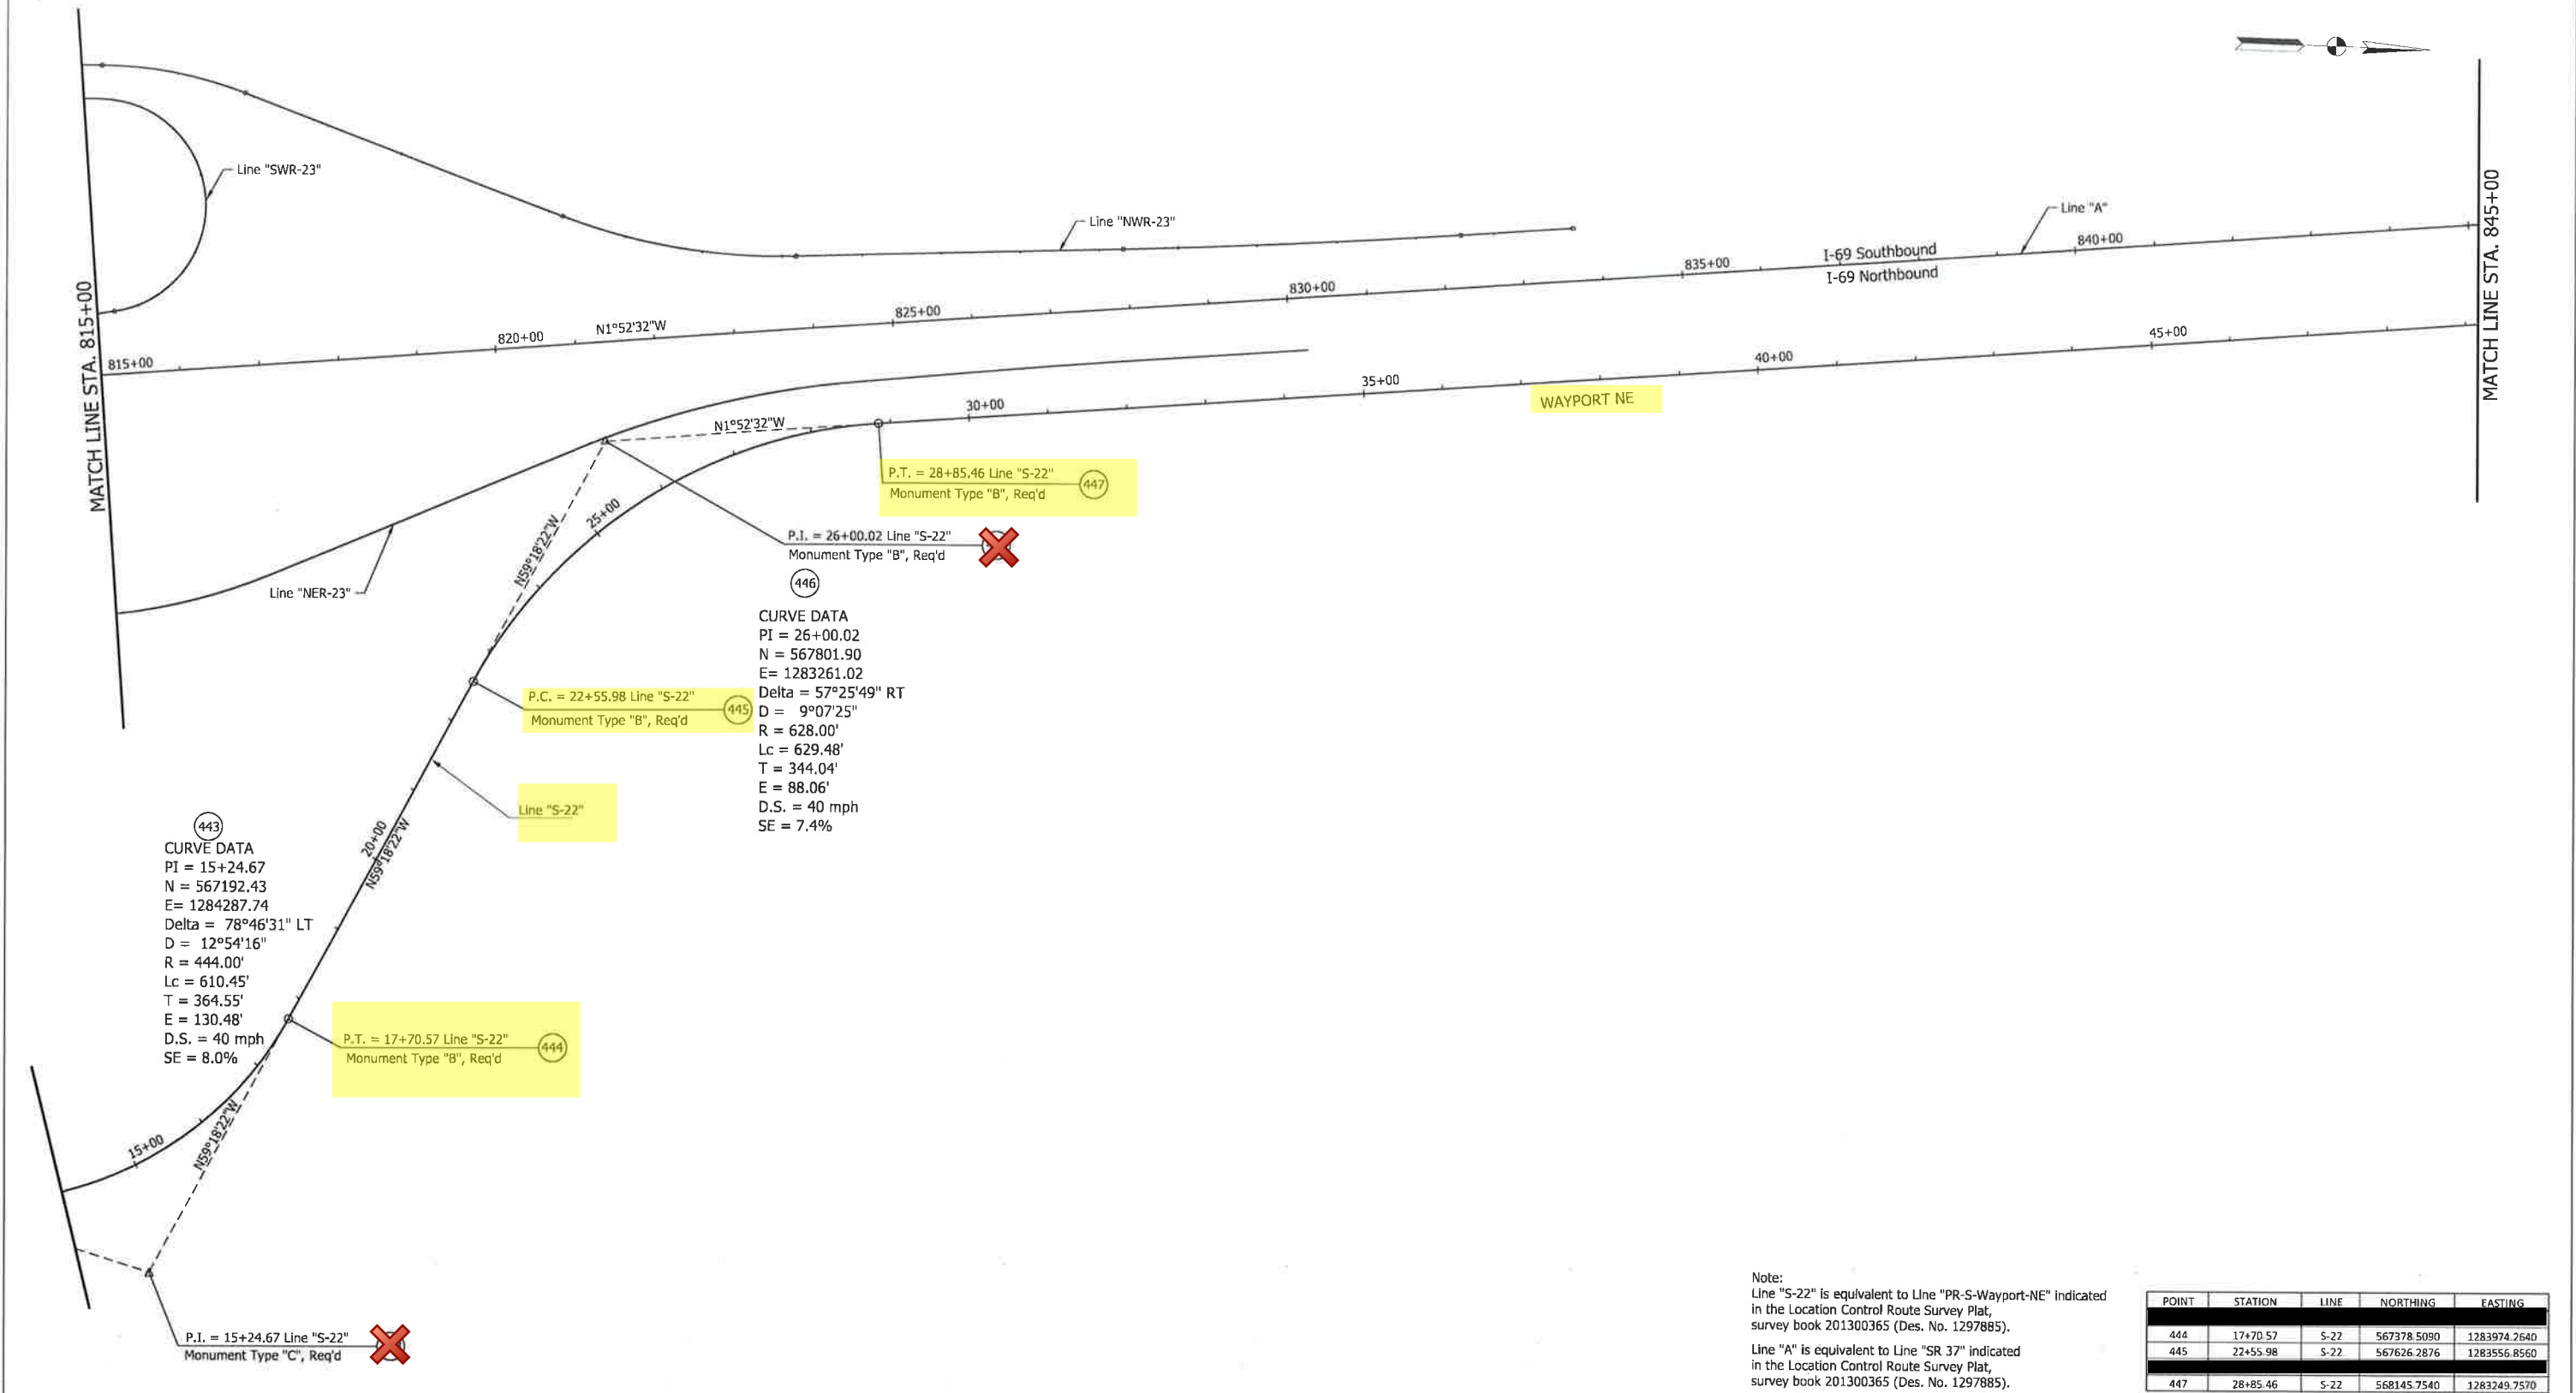 Line "SWR-23"
Line "NWR-23"
Line "A"
I-69 Southbound
I-69 Northbound
MATCH LINE STA. 815+00
MATCH LINE STA. 845+00
815+00
820+00
N1°52'32"W
825+00
830+00
835+00
840+00
N1°52'32"W
30+00
35+00
40+00
45+00
WAYPORT NE
P.T. = 28+85.46 Line "S-22"
Monument Type "B", Req'd
447
P.I. = 26+00.02 Line "S-22"
Monument Type "B", Req'd
25+00
N59°18'22"W
Line "NER-23"
446
CURVE DATA
PI = 26+00.02
N = 567801.90
E= 1283261.02
Delta = 57°25'49" RT
D = 9°07'25"
R = 628.00'
Lc = 629.48'
T = 344.04'
E = 88.06'
D.S. = 40 mph
SE = 7.4%
P.C. = 22+55.98 Line "S-22"
Monument Type "B", Req'd
445
Line "S-22"
20+00
N59°18'22"W
443
CURVE DATA
PI = 15+24.67
N = 567192.43
E= 1284287.74
Delta = 78°46'31" LT
D = 12°54'16"
R = 444.00'
Lc = 610.45'
T = 364.55'
E = 130.48'
D.S. = 40 mph
SE = 8.0%
P.T. = 17+70.57 Line "S-22"
Monument Type "B", Req'd
444
15+00
N59°18'22"W
P.I. = 15+24.67 Line "S-22"
Monument Type "C", Req'd
Note:
Line "S-22" is equivalent to Line "PR-S-Wayport-NE" indicated
in the Location Control Route Survey Plat,
survey book 201300365 (Des. No. 1297885).
Line "A" is equivalent to Line "SR 37" indicated
in the Location Control Route Survey Plat,
survey book 201300365 (Des. No. 1297885).
POINT STATION LINE NORTHING EASTING
444 17+70.57 S-22 567378.5090 1283974.2640
445 22+55.98 S-22 567626.2876 1283556.8560
447 28+85.46 S-22 568145.7540 1283249.7570